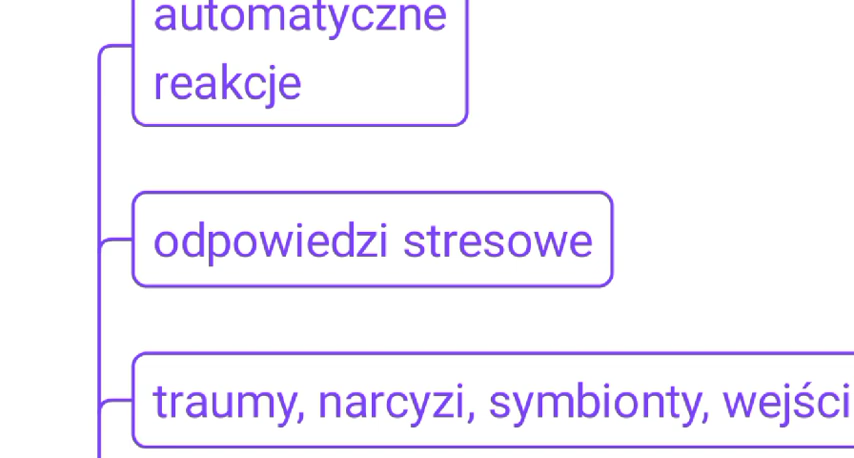 automatyczne
reakcje
odpowiedzi stresowe
traumy, narcyzi, symbionty, wejści